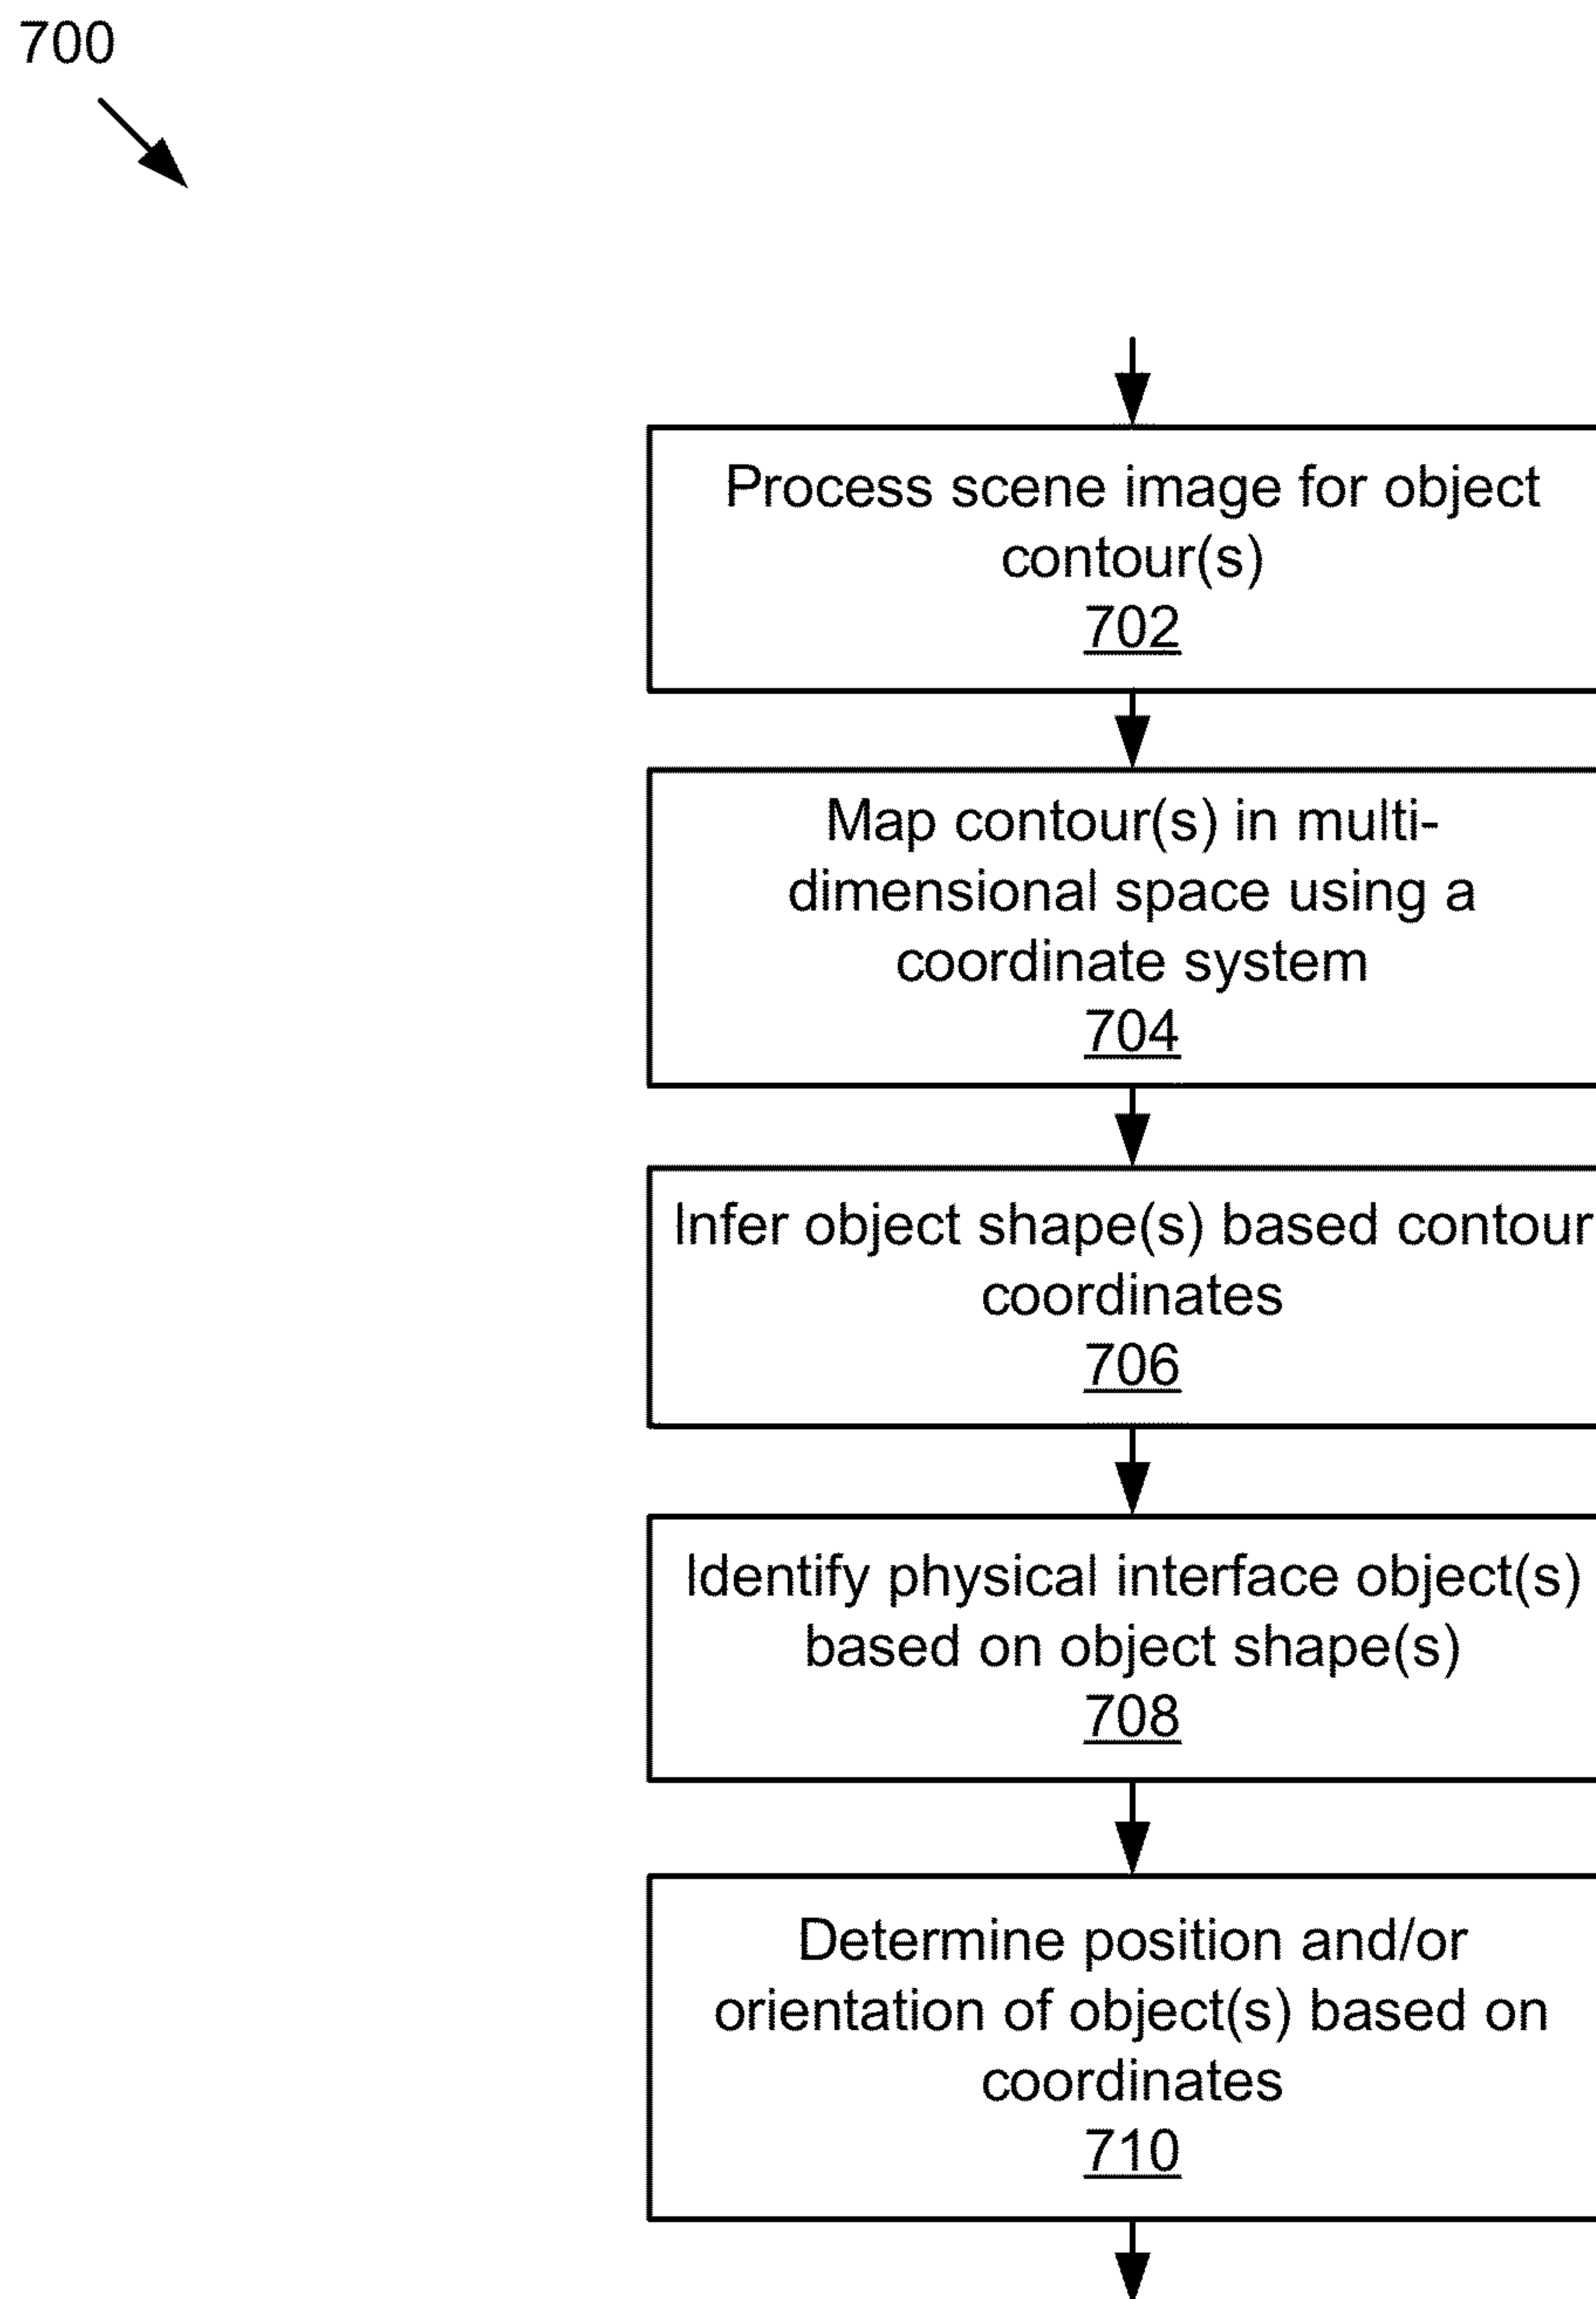 700
Process scene image for object
contour(s)
702
Map contour(s) in multi-
dimensional space using a
coordinate system
704
Infer object shape(s) based contour
coordinates
706
Identify physical interface object(s)
based on object shape(s)
708
Determine position and/or
orientation of object(s) based on
coordinates
710